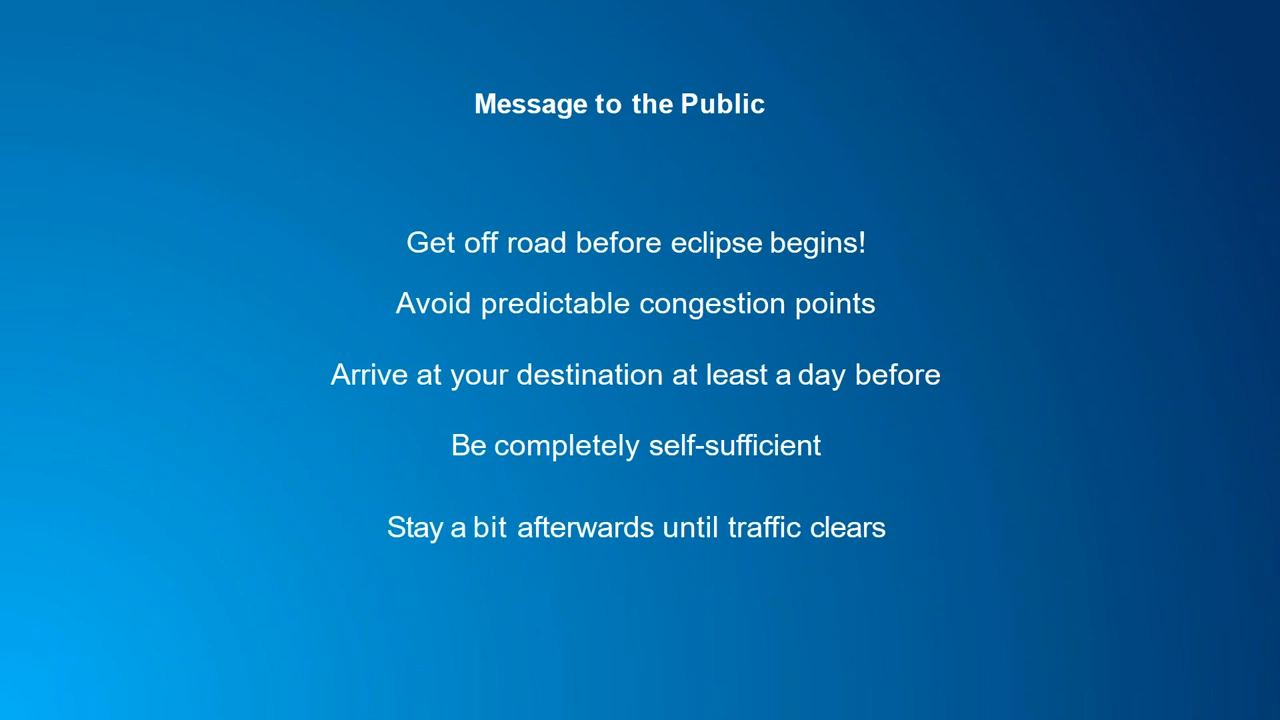 Message to the Public
Get off road before eclipse begins!
Avoid predictable congestion points
Arrive at your destination at least a day before
Be completely self-sufficient
Stay a bit afterwards until traffic clears